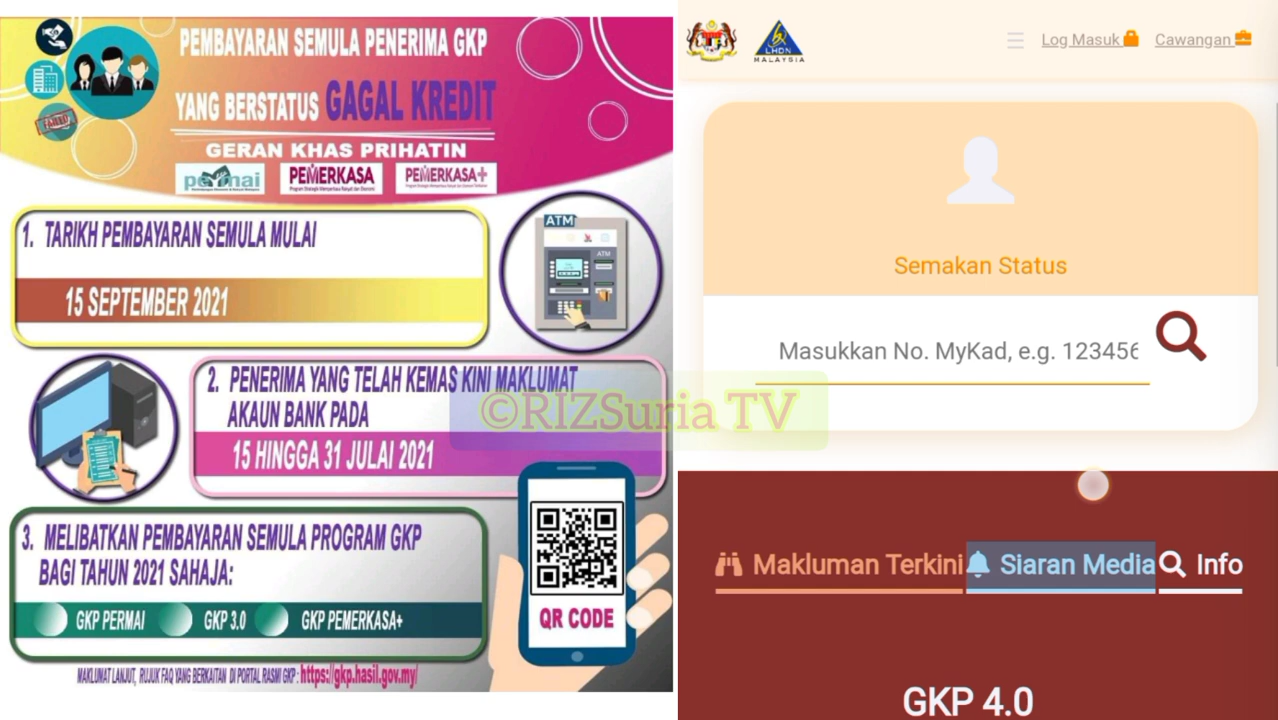 PEMBAYARAN SEMULA PENERIMA GKP
YANG BERSTATUS GAGAL KREDIT
GERAN KHAS PRIHATIN
permai
PEMERKASA
PEMERKASA+
1. TARIKH PEMBAYARAN SEMULA MULAI
15 SEPTEMBER 2021
ATM
ATM
2. PENERIMA YANG TELAH KEMAS KINI MAKLUMAT
AKAUN BANK PADA
15 HINGGA 31 JULAI 2021
3. MELIBATKAN PEMBAYARAN SEMULA PROGRAM GKP
BAGI TAHUN 2021 SAHAJA:
GKP PERMAI
GKP 3.0
GKP PEMERKASA+
QR CODE
MAKLUMAT LANJUT, RUJUK FAQ YANG BERKAITAN DI PORTAL RASMI GKP : https://gkp.hasil.gov.my/
©RIZSuria TV
LHDN
MALAYSIA
Log Masuk
Cawangan
Semakan Status
Masukkan No. MyKad, e.g. 123456
Makluman Terkini
Siaran Media
Info
GKP 4.0